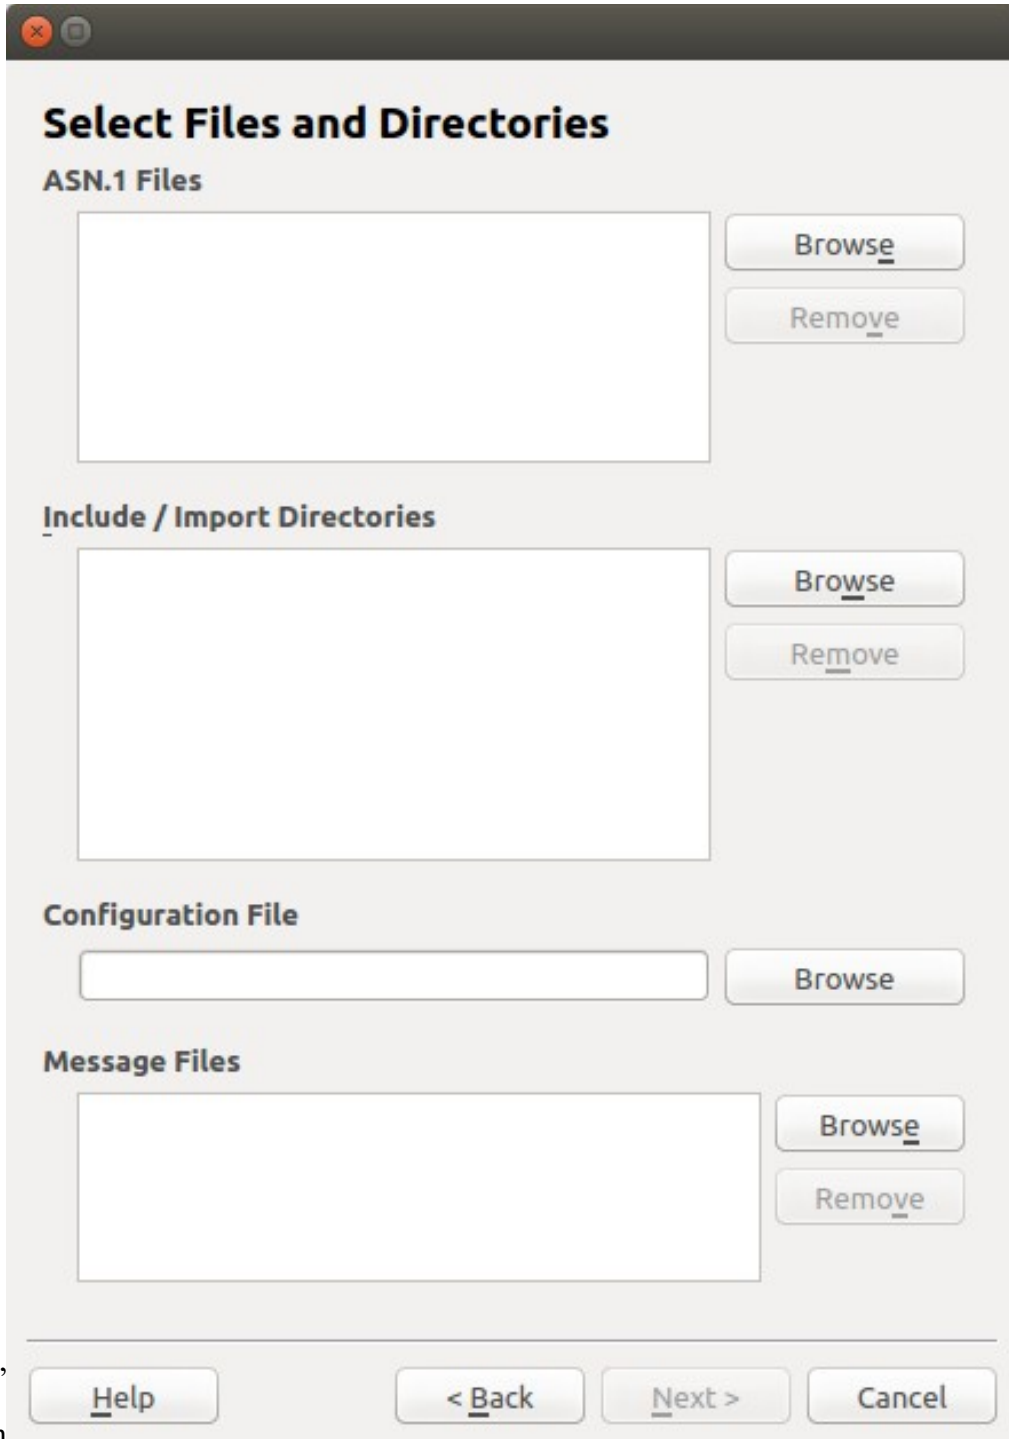 Select Files and Directories
ASN.1 Files
Browse
Remove
Include / Import Directories
Browse
Remove
Configuration File
Browse
Message Files
Browse
Remove
,
Help
< Back
Next >
Cancel